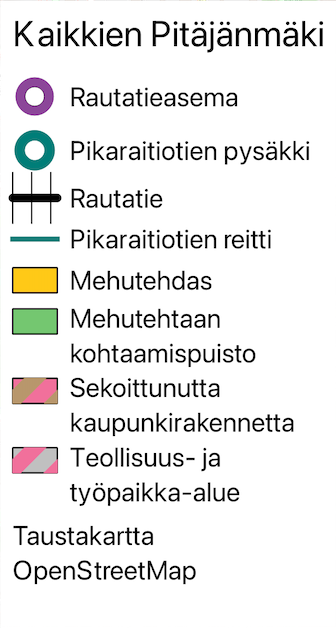 Kaikkien Pitäjänmäki
Rautatieasema
Pikaraitiotien pysäkki
Rautatie
Pikaraitiotien reitti
Mehutehdas
Mehutehtaan
kohtaamispuisto
Sekoittunutta
kaupunkirakennetta
Teollisuus- ja
työpaikka-alue
Taustakartta
OpenStreetMap